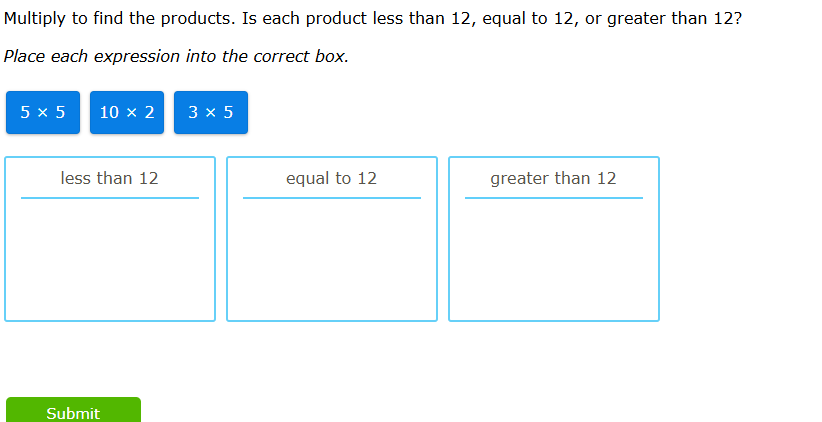 Multiply to find the products. Is each product less than 12, equal to 12, or greater than 12?
Place each expression into the correct box.
5 × 5 10 × 2 3 × 5
less than 12 equal to 12 greater than 12
Submit